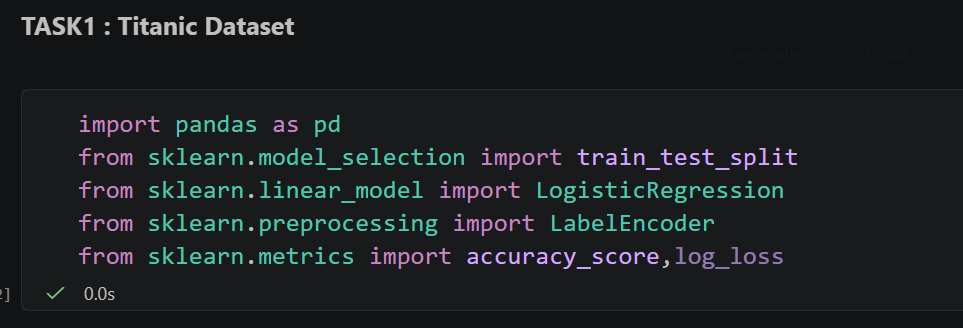 TASK1 : Titanic Dataset
import pandas as pd
from sklearn.model_selection import train_test_split
from sklearn.linear_model import LogisticRegression
from sklearn.preprocessing import LabelEncoder
from sklearn.metrics import accuracy_score,log_loss
2] 0.0s